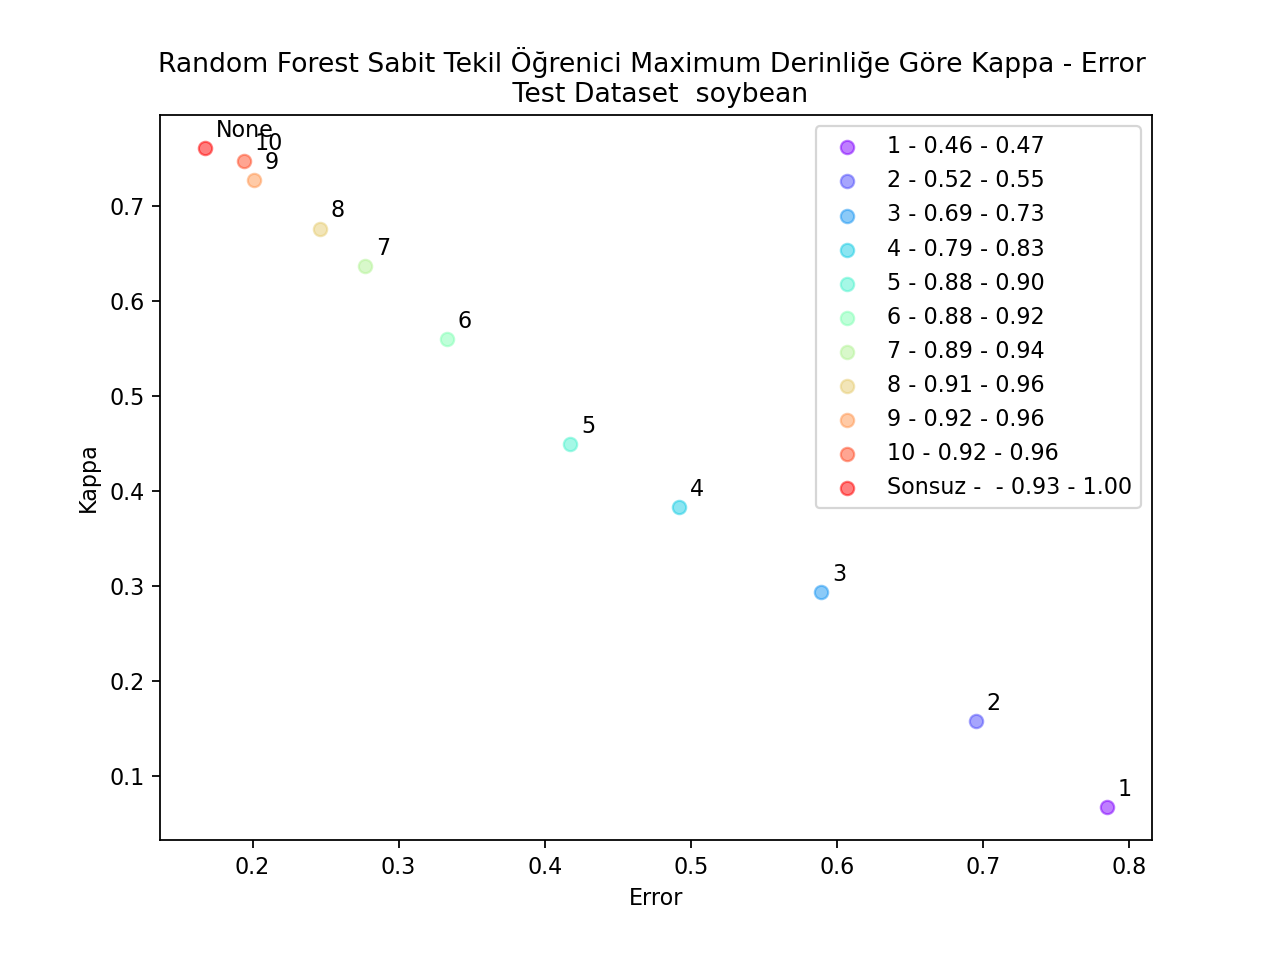 Random Forest Sabit Tekil Öğrenici Maximum Derinliğe Göre Kappa - Error
Test Dataset  soybean
None
10
9
8
7
6
5
4
3
2
1
1 - 0.46 - 0.47
2 - 0.52 - 0.55
3 - 0.69 - 0.73
4 - 0.79 - 0.83
5 - 0.88 - 0.90
6 - 0.88 - 0.92
7 - 0.89 - 0.94
8 - 0.91 - 0.96
9 - 0.92 - 0.96
10 - 0.92 - 0.96
Sonsuz -  - 0.93 - 1.00
Kappa
0.7
0.6
0.5
0.4
0.3
0.2
0.1
0.2 0.3 0.4 0.5 0.6 0.7 0.8
Error